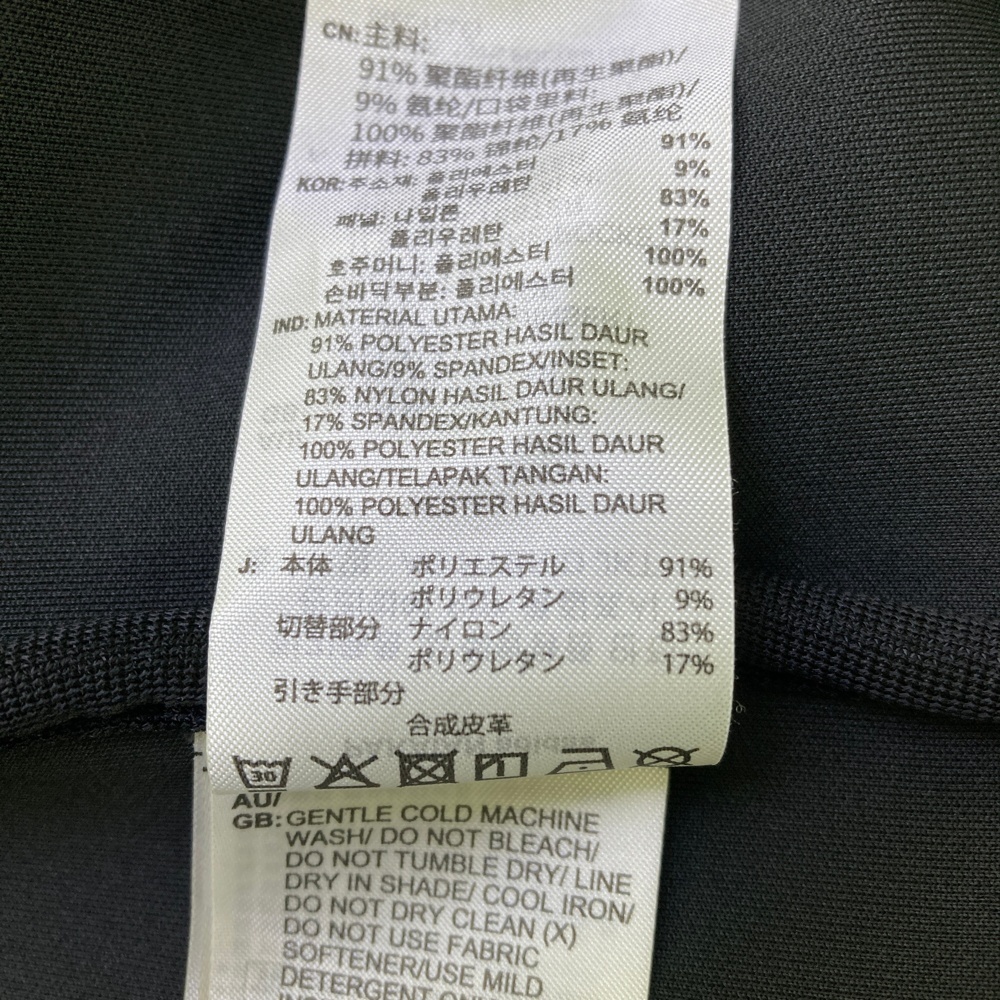 CN: 主料:
91% 聚酯纤维(再生聚酯)/
9% 氨纶/口袋里料:
100% 聚酯纤维(再生聚酯)/
拼料: 83% 锦纶/17% 氨纶
KOR: 주소재: 폴리에스터 91%
폴리우레탄 9%
패널: 나일론 83%
폴리우레탄 17%
호주머니: 폴리에스터 100%
손바닥부분: 폴리에스터 100%
IND: MATERIAL UTAMA:
91% POLYESTER HASIL DAUR
ULANG/9% SPANDEX/INSET:
83% NYLON HASIL DAUR ULANG/
17% SPANDEX/KANTUNG:
100% POLYESTER HASIL DAUR
ULANG/TELAPAK TANGAN:
100% POLYESTER HASIL DAUR
ULANG
J: 本体 ポリエステル 91%
ポリウレタン 9%
切替部分 ナイロン 83%
ポリウレタン 17%
引き手部分
合成皮革
30
AU/
GB: GENTLE COLD MACHINE
WASH/ DO NOT BLEACH/
DO NOT TUMBLE DRY/ LINE
DRY IN SHADE/ COOL IRON/
DO NOT DRY CLEAN (X)
DO NOT USE FABRIC
SOFTENER/USE MILD
DETERGENT